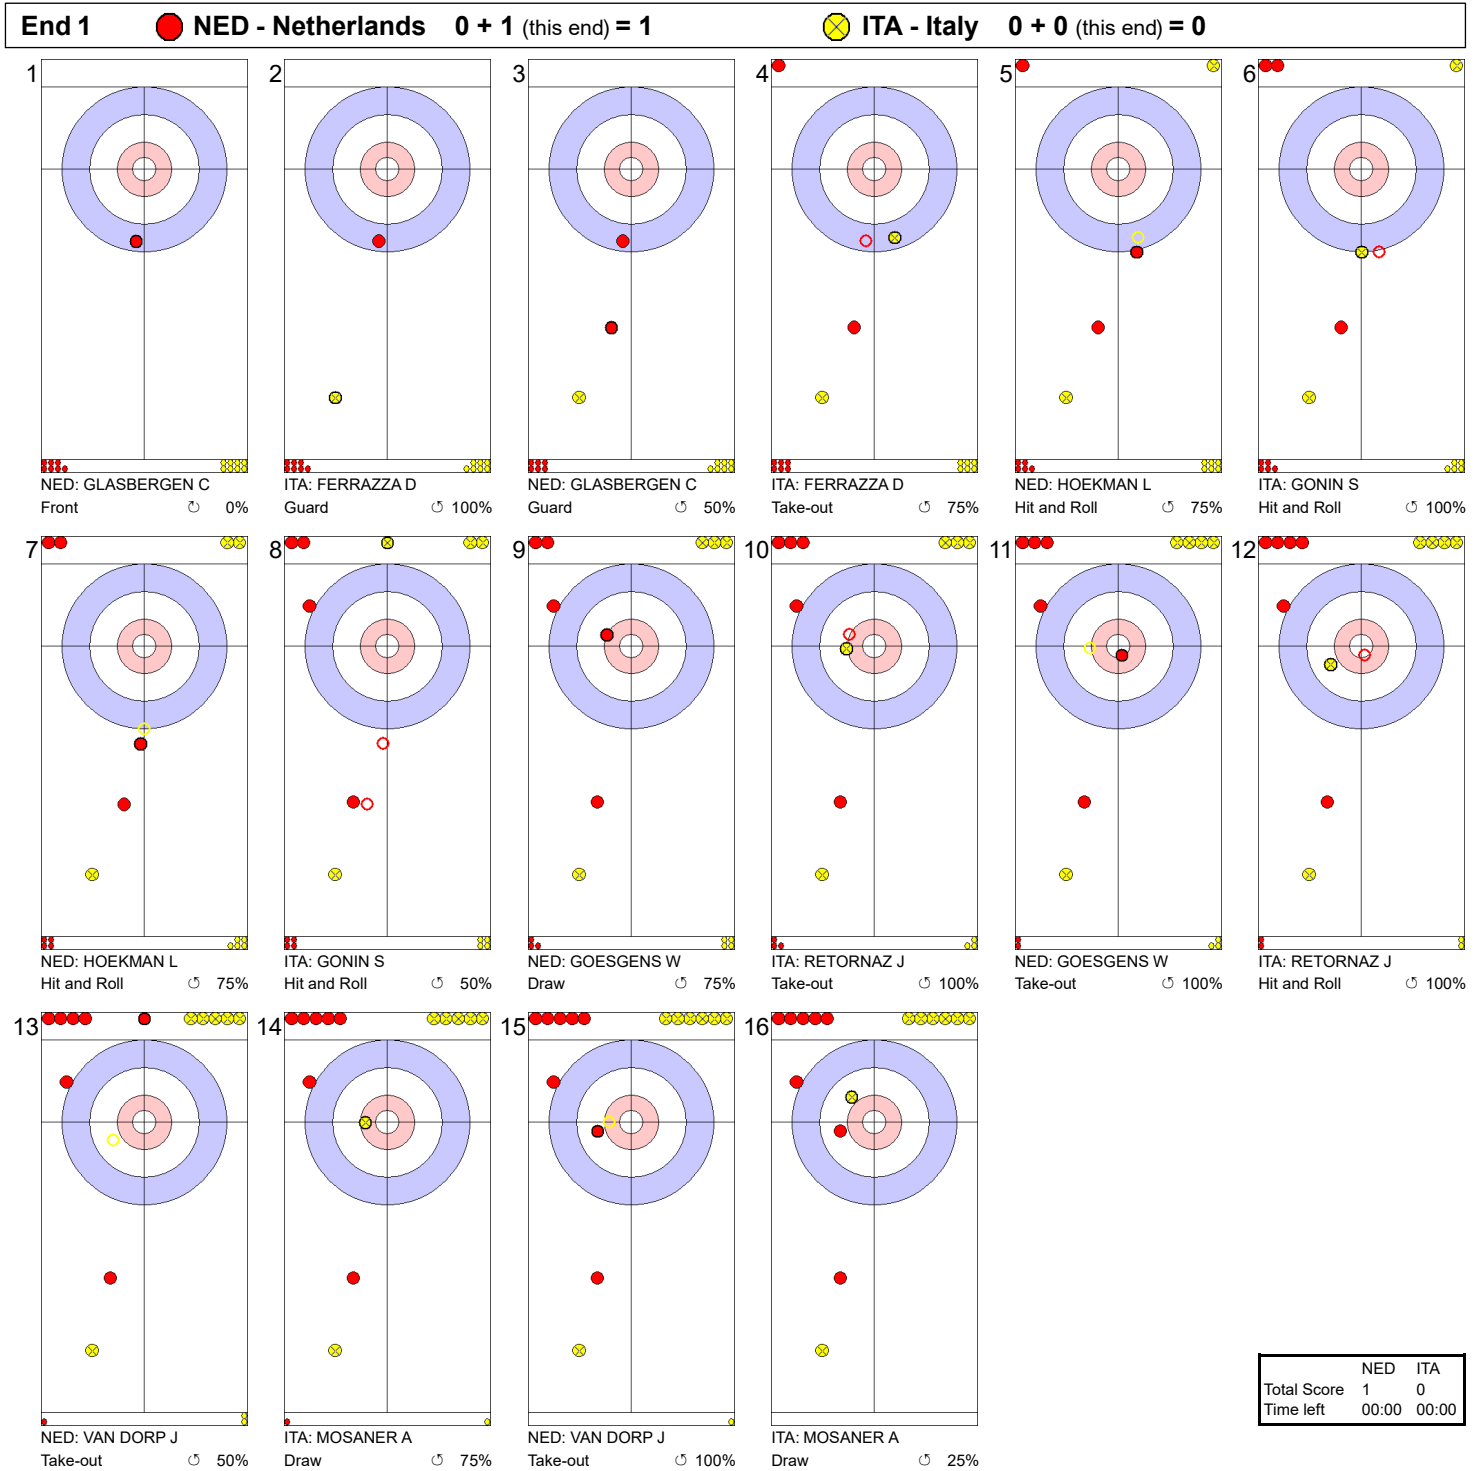 End 1 NED - Netherlands 0 + 1 (this end) = 1 ITA - Italy 0 + 0 (this end) = 0
1 2 3 4 5 6
NED: GLASBERGEN C ITA: FERRAZZA D NED: GLASBERGEN C ITA: FERRAZZA D NED: HOEKMAN L ITA: GONIN S
Front ↻ 0% Guard ↺ 100% Guard ↺ 50% Take-out ↺ 75% Hit and Roll ↺ 75% Hit and Roll ↺ 100%
7 8 9 10 11 12
NED: HOEKMAN L ITA: GONIN S NED: GOESGENS W ITA: RETORNAZ J NED: GOESGENS W ITA: RETORNAZ J
Hit and Roll ↺ 75% Hit and Roll ↺ 50% Draw ↺ 75% Take-out ↺ 100% Take-out ↺ 100% Hit and Roll ↺ 100%
13 14 15 16
NED: VAN DORP J ITA: MOSANER A NED: VAN DORP J ITA: MOSANER A
Take-out ↺ 50% Draw ↺ 75% Take-out ↺ 100% Draw ↺ 25%
NED ITA
Total Score 1 0
Time left 00:00 00:00